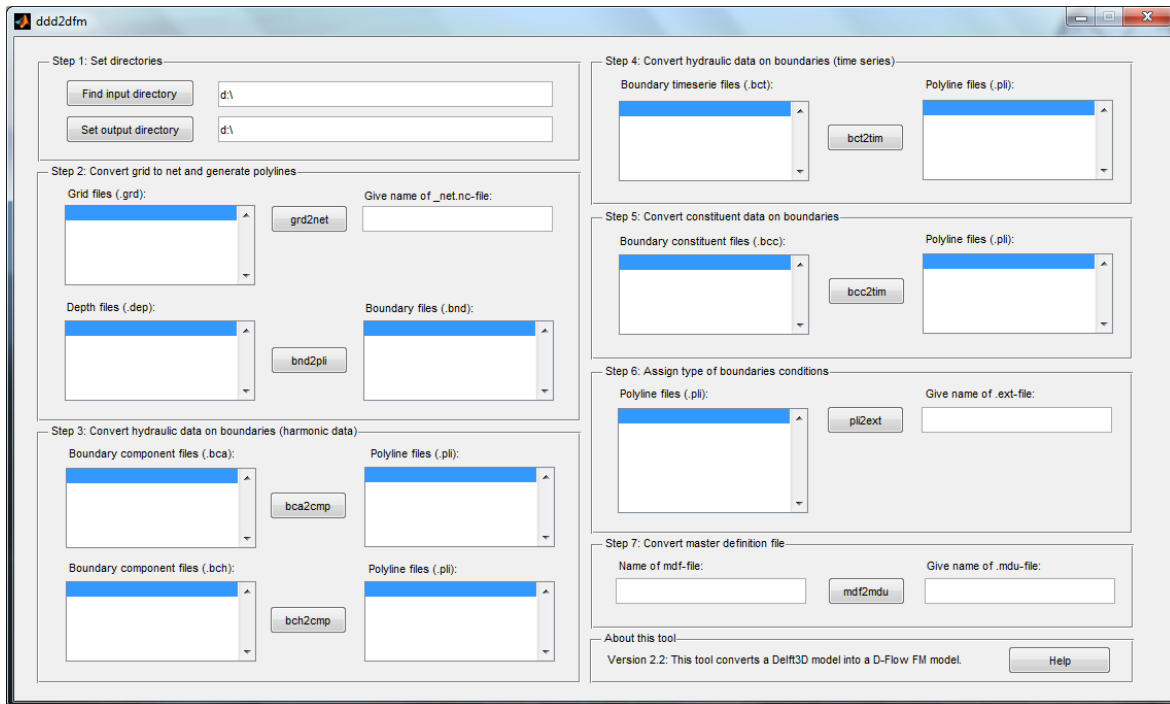 ddd2dfm
Step 1: Set directories
Find input directory
d:\
Set output directory
d:\
Step 2: Convert grid to net and generate polylines
Grid files (.grd):
grd2net
Give name of _net.nc-file:
Depth files (.dep):
bnd2pli
Boundary files (.bnd):
Step 3: Convert hydraulic data on boundaries (harmonic data)
Boundary component files (.bca):
bca2cmp
Polyline files (.pli):
Boundary component files (.bch):
bch2cmp
Polyline files (.pli):
Step 4: Convert hydraulic data on boundaries (time series)
Boundary timeserie files (.bct):
bct2tim
Polyline files (.pli):
Step 5: Convert constituent data on boundaries
Boundary constituent files (.bcc):
bcc2tim
Polyline files (.pli):
Step 6: Assign type of boundaries conditions
Polyline files (.pli):
pli2ext
Give name of .ext-file:
Step 7: Convert master definition file
Name of mdf-file:
mdf2mdu
Give name of .mdu-file:
About this tool
Version 2.2: This tool converts a Delft3D model into a D-Flow FM model.
Help